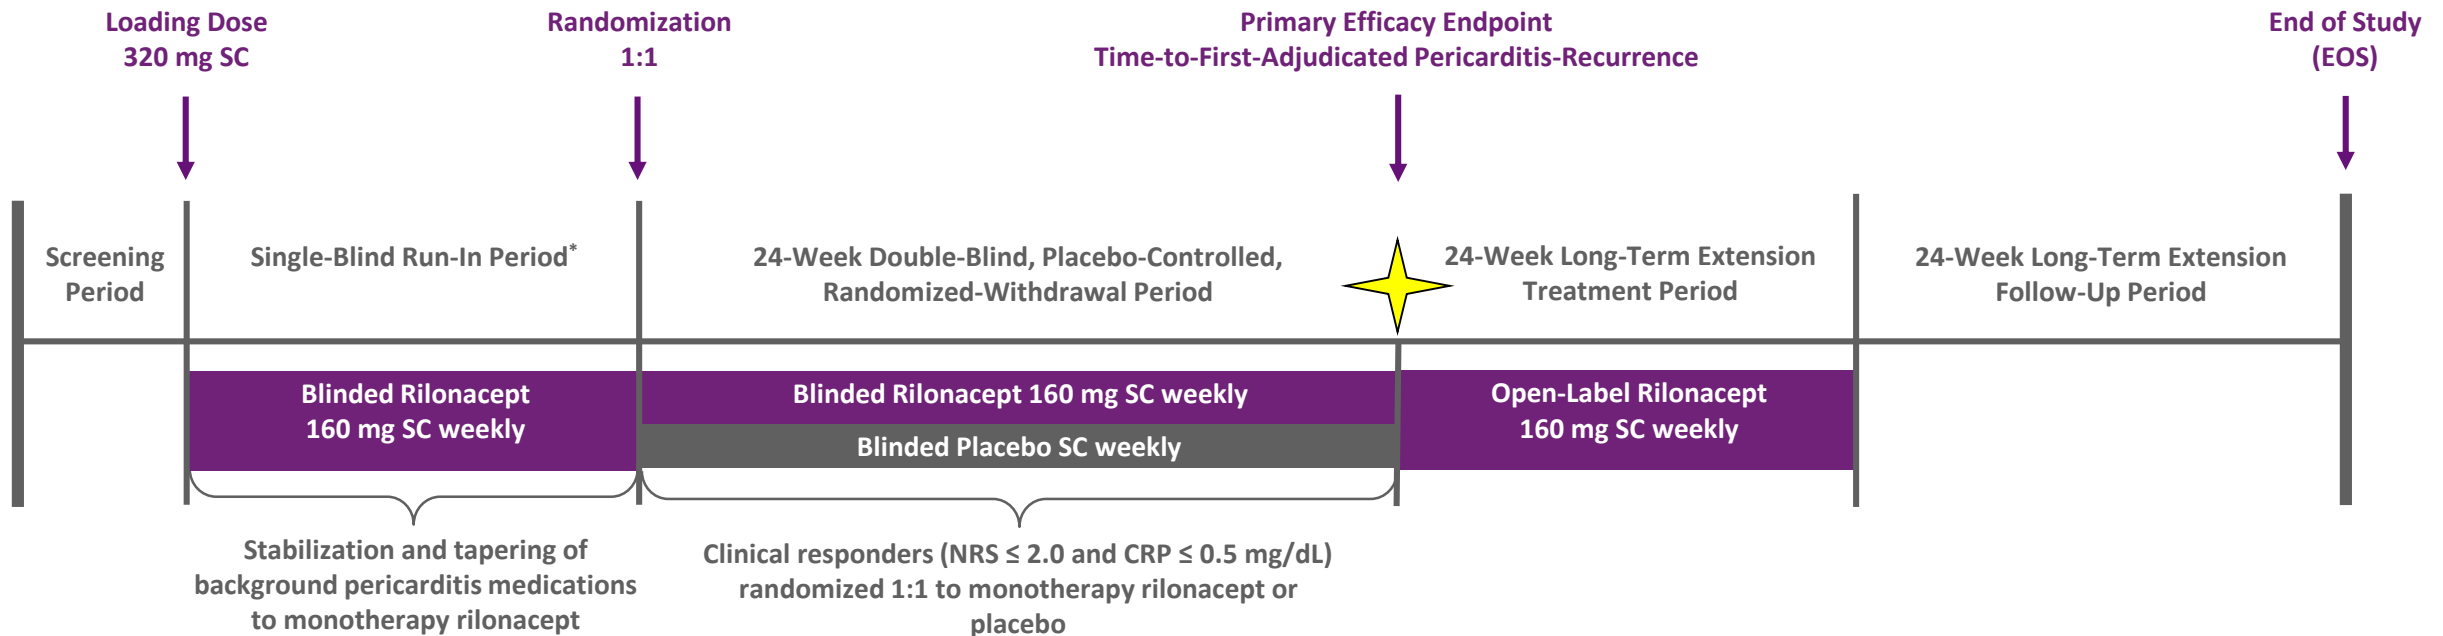 Loading Dose
320 mg SC
Randomization
1:1
Primary Efficacy Endpoint
Time-to-First-Adjudicated Pericarditis-Recurrence
End of Study
(EOS)
Screening
Period
Single-Blind Run-In Period*
24-Week Double-Blind, Placebo-Controlled,
Randomized-Withdrawal Period
24-Week Long-Term Extension
Treatment Period
24-Week Long-Term Extension
Follow-Up Period
Blinded Rilonacept
160 mg SC weekly
Blinded Rilonacept 160 mg SC weekly
Blinded Placebo SC weekly
Open-Label Rilonacept
160 mg SC weekly
Stabilization and tapering of
background pericarditis medications
to monotherapy rilonacept
Clinical responders (NRS ≤ 2.0 and CRP ≤ 0.5 mg/dL)
randomized 1:1 to monotherapy rilonacept or
placebo